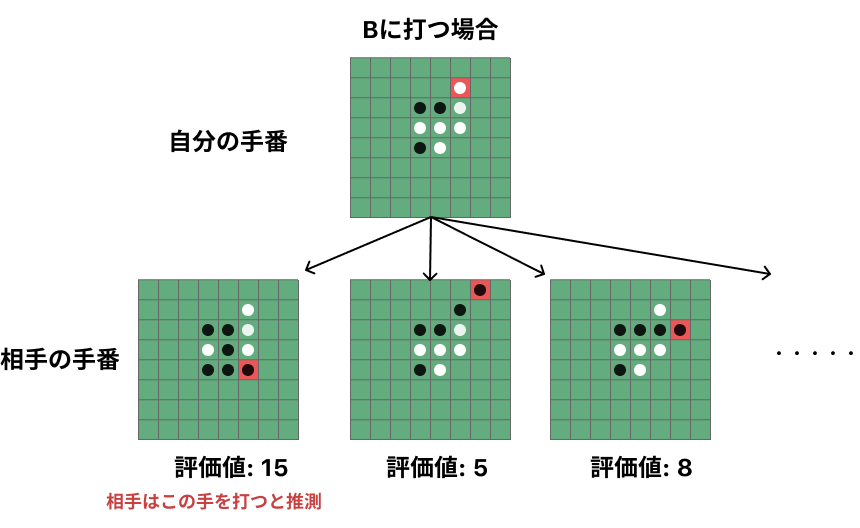 Bに打つ場合
自分の手番
相手の手番
.....
評価値: 15
評価値: 5
評価値: 8
相手はこの手を打つと推測